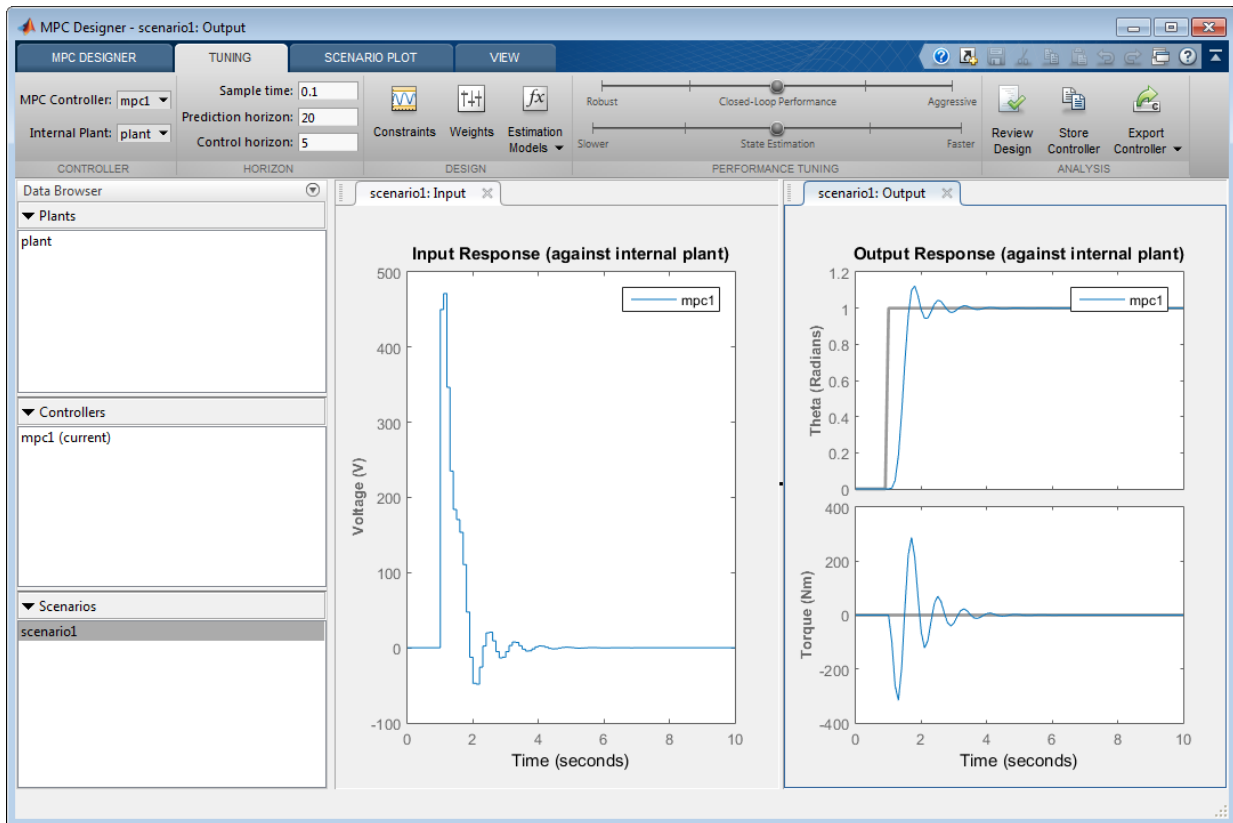 MPC Designer - scenario1: Output
MPC DESIGNER TUNING SCENARIO PLOT VIEW
MPC Controller: mpc1
Internal Plant: plant
CONTROLLER
Sample time: 0.1
Prediction horizon: 20
Control horizon: 5
HORIZON
Constraints
Weights
Estimation
Models
DESIGN
Robust Closed-Loop Performance Aggressive
Slower State Estimation Faster
PERFORMANCE TUNING
Review
Design
Store
Controller
Export
Controller
ANALYSIS
Data Browser
Plants
plant
Controllers
mpc1 (current)
Scenarios
scenario1
scenario1: Input
Input Response (against internal plant)
mpc1
500
400
300
200
100
0
-100
Voltage (V)
0 2 4 6 8 10
Time (seconds)
scenario1: Output
Output Response (against internal plant)
mpc1
1.2
1
0.8
0.6
0.4
0.2
0
Theta (Radians)
400
200
0
-200
-400
Torque (Nm)
0 2 4 6 8 10
Time (seconds)